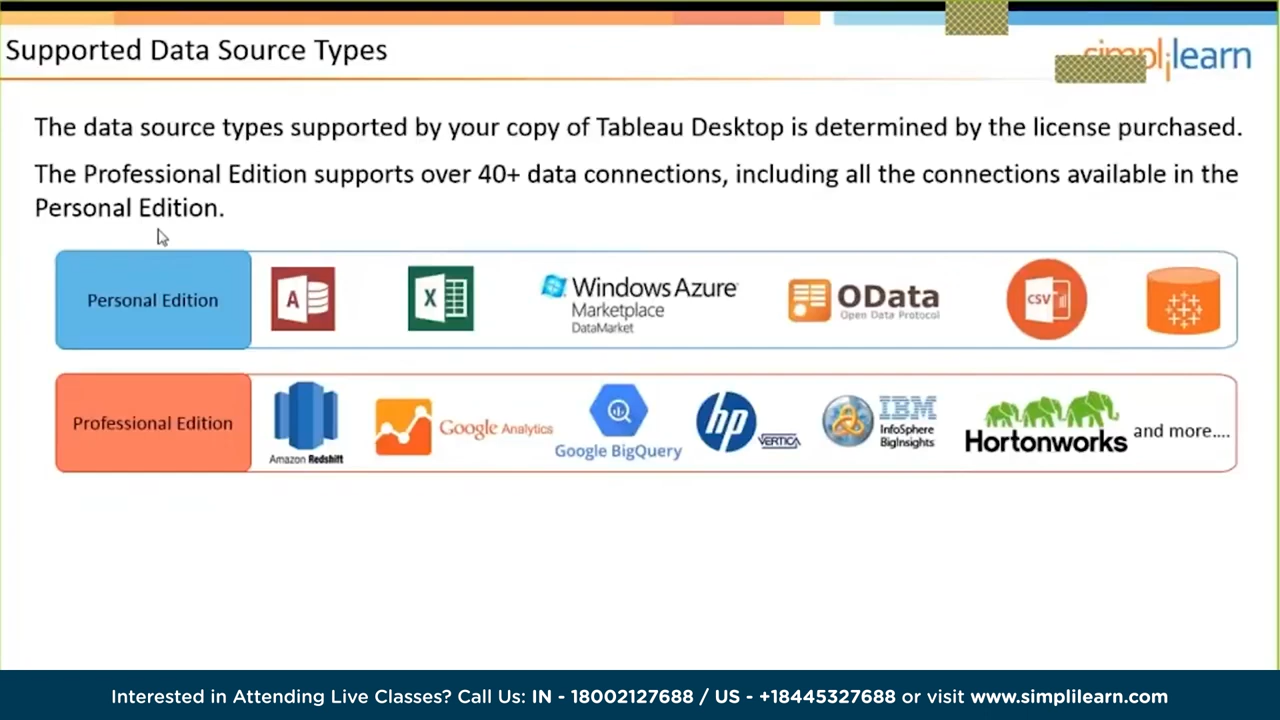 Supported Data Source Types
simplilearn
The data source types supported by your copy of Tableau Desktop is determined by the license purchased.
The Professional Edition supports over 40+ data connections, including all the connections available in the
Personal Edition.
Personal Edition
A
X
Windows Azure
Marketplace
DataMarket
OData
Open Data Protocol
CSV
Professional Edition
Amazon Redshift
Google Analytics
Google BigQuery
hp
VERTICA
IBM
InfoSphere
BigInsights
Hortonworks
and more....
Interested in Attending Live Classes? Call Us: IN - 18002127688 / US - +18445327688 or visit www.simplilearn.com